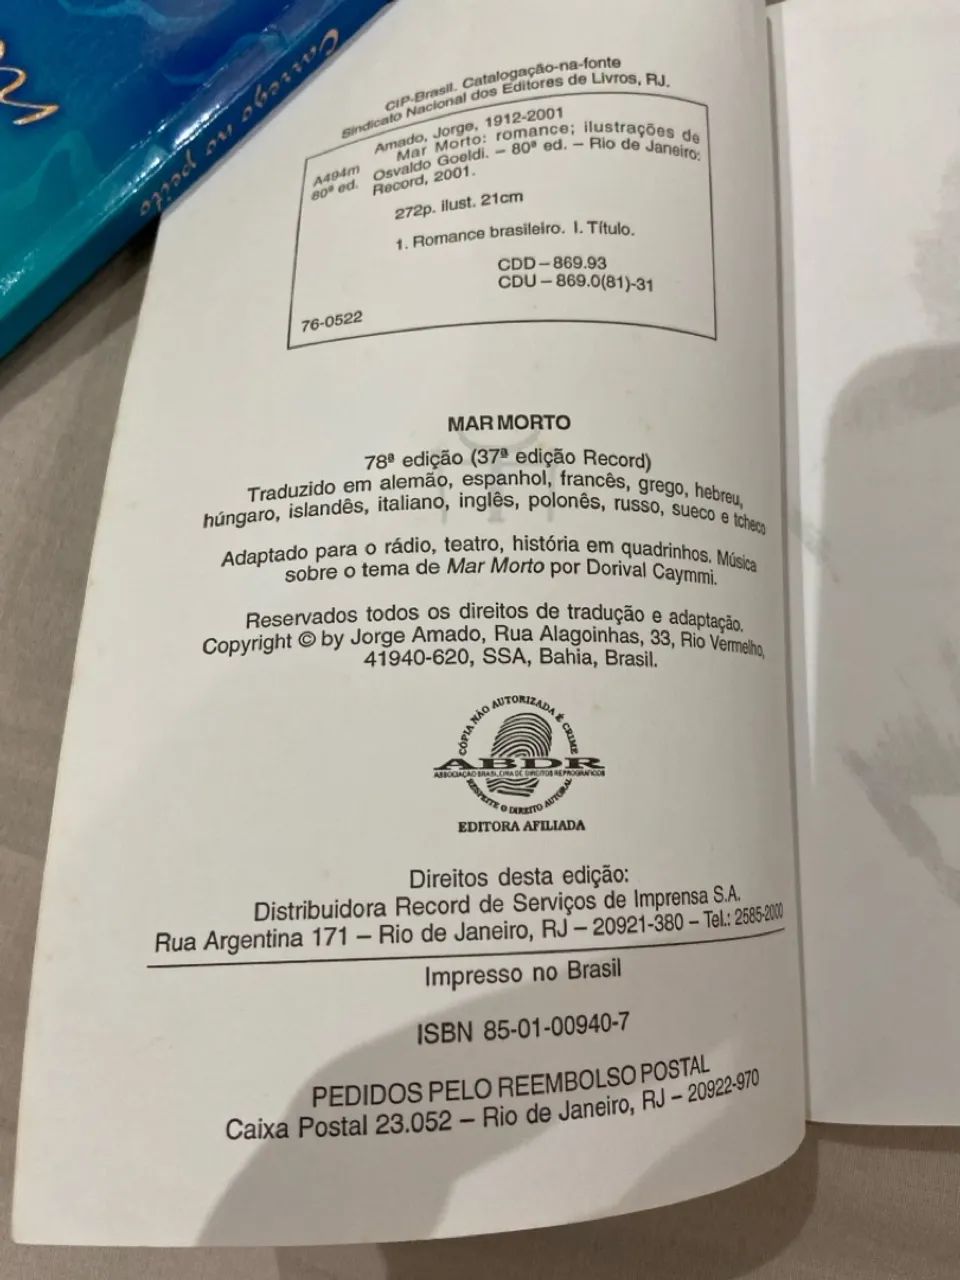 Carrego no peito
CIP-Brasil. Catalogação-na-fonte
Sindicato Nacional dos Editores de Livros, RJ.
Amado, Jorge, 1912-2001
A494m Mar Morto: romance; ilustrações de
80ª ed. Osvaldo Goeldi. – 80ª ed. – Rio de Janeiro:
Record, 2001.
272p. ilust. 21cm
1. Romance brasileiro. I. Título.
CDD – 869.93
CDU – 869.0(81)-31
76-0522
MAR MORTO
78ª edição (37ª edição Record)
Traduzido em alemão, espanhol, francês, grego, hebreu,
húngaro, islandês, italiano, inglês, polonês, russo, sueco e tcheco
Adaptado para o rádio, teatro, história em quadrinhos. Música
sobre o tema de Mar Morto por Dorival Caymmi.
Reservados todos os direitos de tradução e adaptação.
Copyright © by Jorge Amado, Rua Alagoinhas, 33, Rio Vermelho,
41940-620, SSA, Bahia, Brasil.
CÓPIA NÃO AUTORIZADA É CRIME
ABDR
ASSOCIAÇÃO BRASILEIRA DE DIREITOS REPROGRÁFICOS
RESPEITE O DIREITO AUTORAL
EDITORA AFILIADA
Direitos desta edição:
Distribuidora Record de Serviços de Imprensa S.A.
Rua Argentina 171 – Rio de Janeiro, RJ – 20921-380 – Tel.: 2585-2000
Impresso no Brasil
ISBN 85-01-00940-7
PEDIDOS PELO REEMBOLSO POSTAL
Caixa Postal 23.052 – Rio de Janeiro, RJ – 20922-970